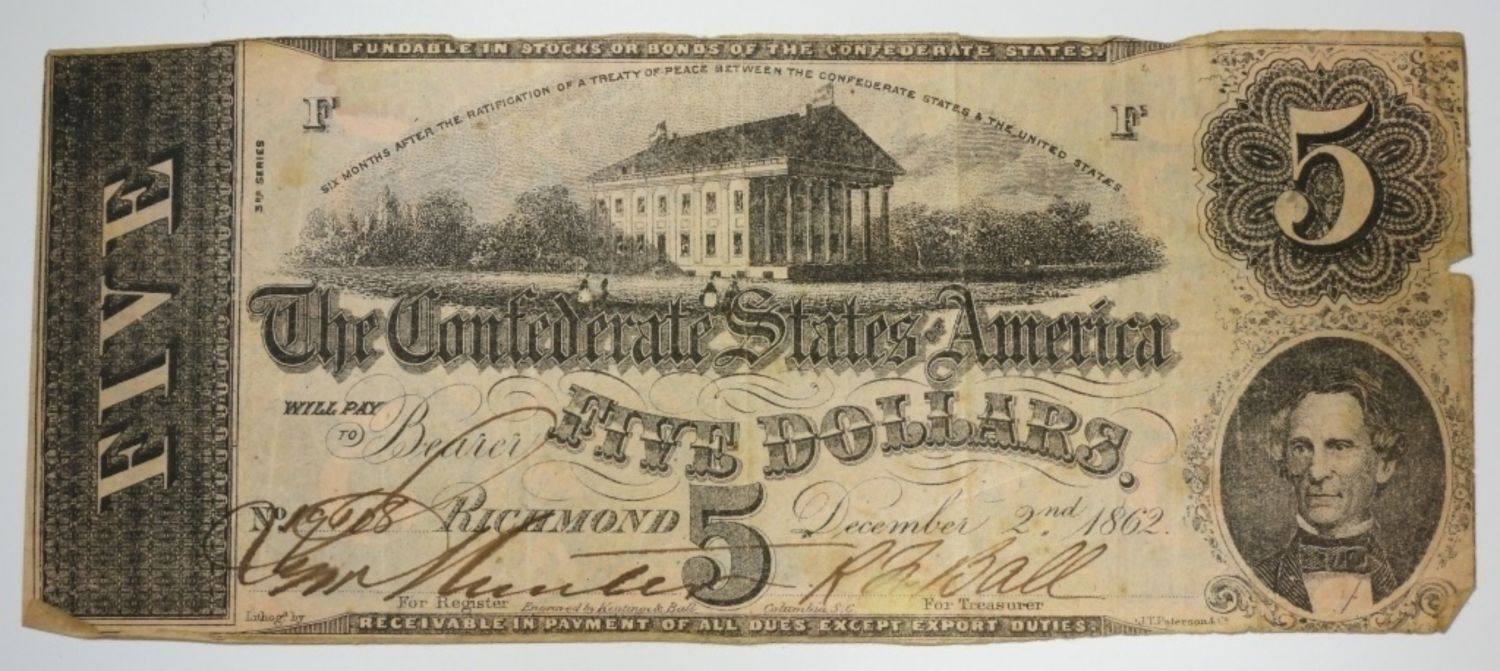 FUNDABLE IN STOCKS OR BONDS OF THE CONFEDERATE STATES.
SIX MONTHS AFTER THE RATIFICATION OF A TREATY OF PEACE BETWEEN THE CONFEDERATE STATES & THE UNITED STATES
F F
3RD SERIES
FIVE
5
The Confederate States of America
WILL PAY
TO Bearer FIVE DOLLARS.
No RICHMOND 5 December 2nd. 1862.
R Ball
For Register Engraved by Keatinge & Ball Columbia S.C. For Treasurer
Lithog'd by J.T. Paterson & Co
RECEIVABLE IN PAYMENT OF ALL DUES EXCEPT EXPORT DUTIES.